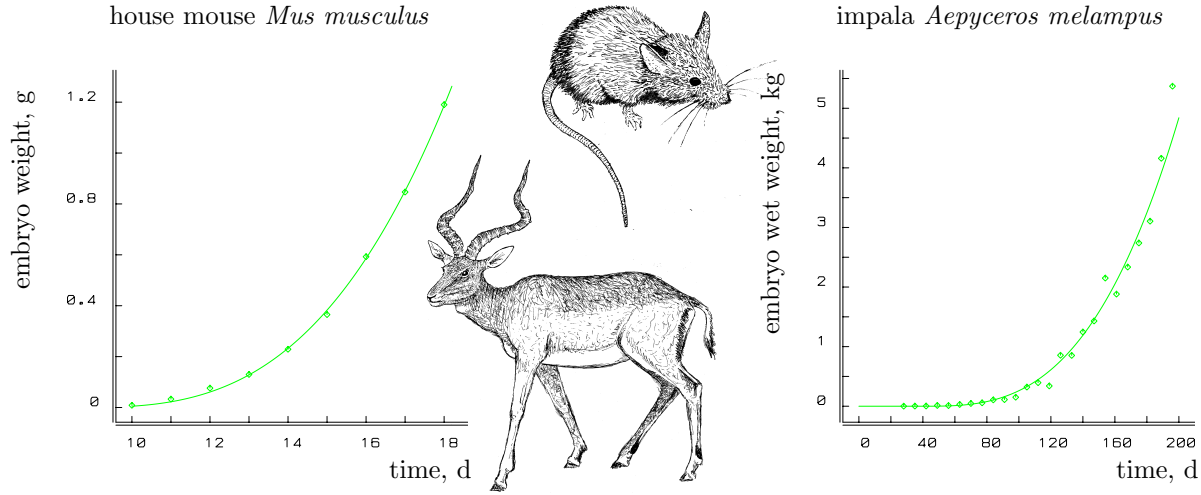 house mouse Mus musculus
embryo weight, g
1.2
0.8
0.4
0
10 12 14 16 18
time, d
impala Aepyceros melampus
embryo wet weight, kg
5
4
3
2
1
0
0 40 80 120 160 200
time, d